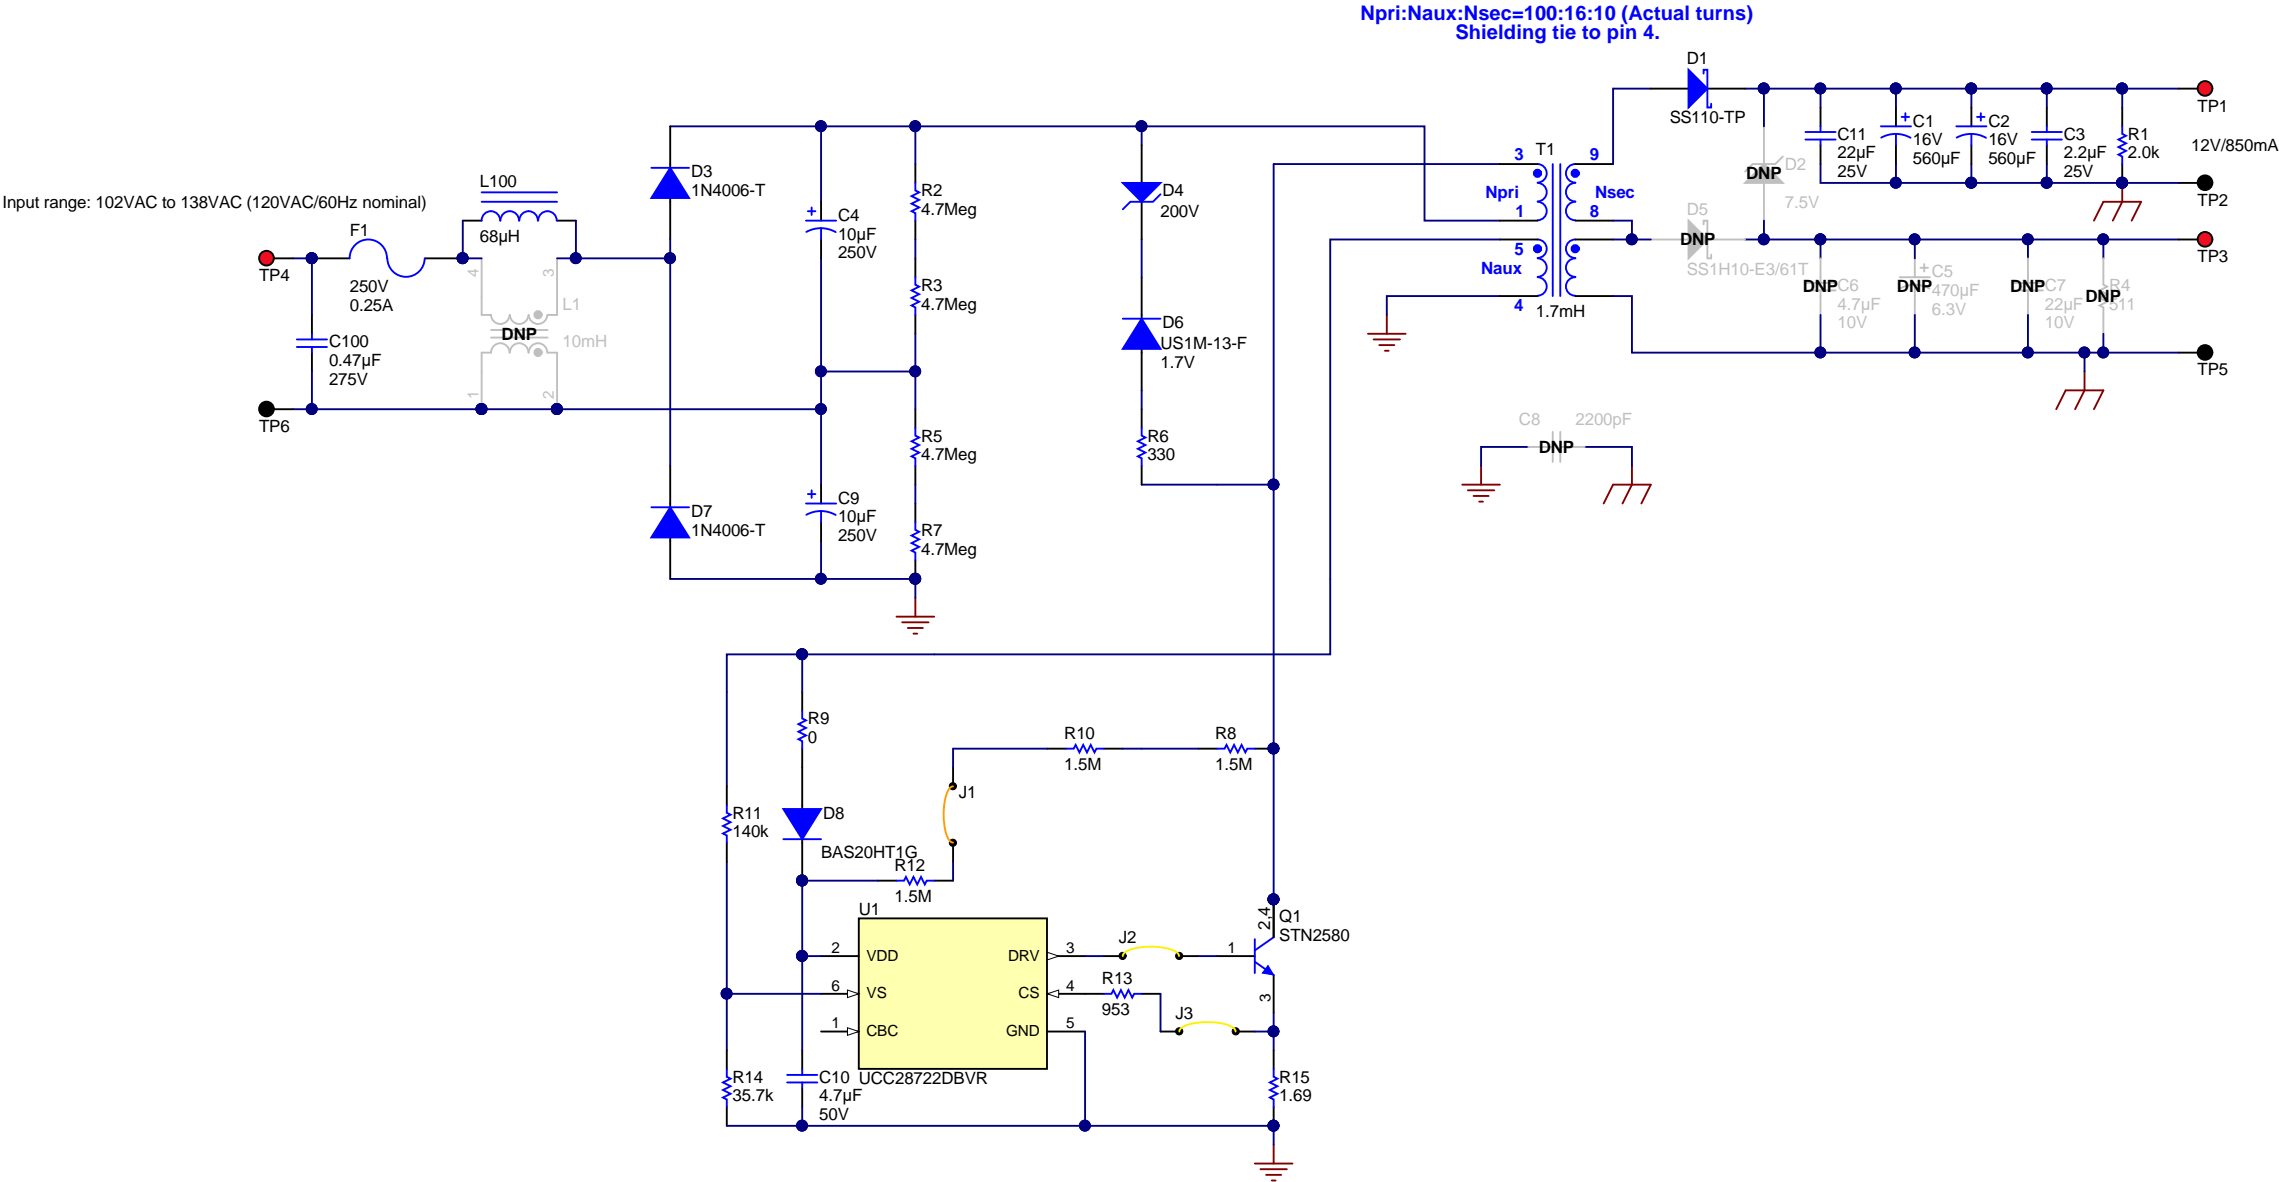 Npri:Naux:Nsec=100:16:10 (Actual turns)
Shielding tie to pin 4.
D1
SS110-TP
TP1
12V/850mA
C11
22µF
25V
+
C1
16V
560µF
+
C2
16V
560µF
C3
2.2µF
25V
R1
2.0k
TP2
DNP
D2
7.5V
D5
DNP
SS1H10-E3/61T
TP3
T1
3
9
Npri
Nsec
1
8
5
Naux
4
1.7mH
DNP
C6
4.7µF
10V
+
DNP
C5
470µF
6.3V
DNP
C7
22µF
10V
DNP
R4
511
TP5
C8
2200pF
DNP
Input range: 102VAC to 138VAC (120VAC/60Hz nominal)
TP4
F1
250V
0.25A
L100
68µH
4
3
L1
DNP
10mH
1
2
C100
0.47µF
275V
TP6
D3
1N4006-T
D7
1N4006-T
+
C4
10µF
250V
+
C9
10µF
250V
R2
4.7Meg
R3
4.7Meg
R5
4.7Meg
R7
4.7Meg
D4
200V
D6
US1M-13-F
1.7V
R6
330
R9
0
R10
1.5M
R8
1.5M
J1
R11
140k
D8
BAS20HT1G
R12
1.5M
U1
2
VDD
DRV
3
6
VS
CS
4
1
CBC
GND
5
UCC28722DBVR
J2
1
2,4
Q1
STN2580
3
R13
953
J3
R14
35.7k
C10
4.7µF
50V
R15
1.69